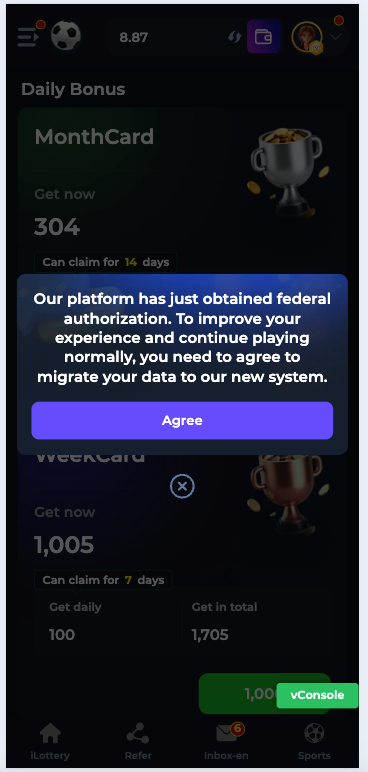 8.87
Daily Bonus
MonthCard
Get now
304
Can claim for 14 days
Our platform has just obtained federal
authorization. To improve your
experience and continue playing
normally, you need to agree to
migrate your data to our new system.
Agree
WeekCard
Get now
1,005
Can claim for 7 days
Get daily
Get in total
100
1,705
vConsole
6
iLottery
Refer
Inbox-en
Sports